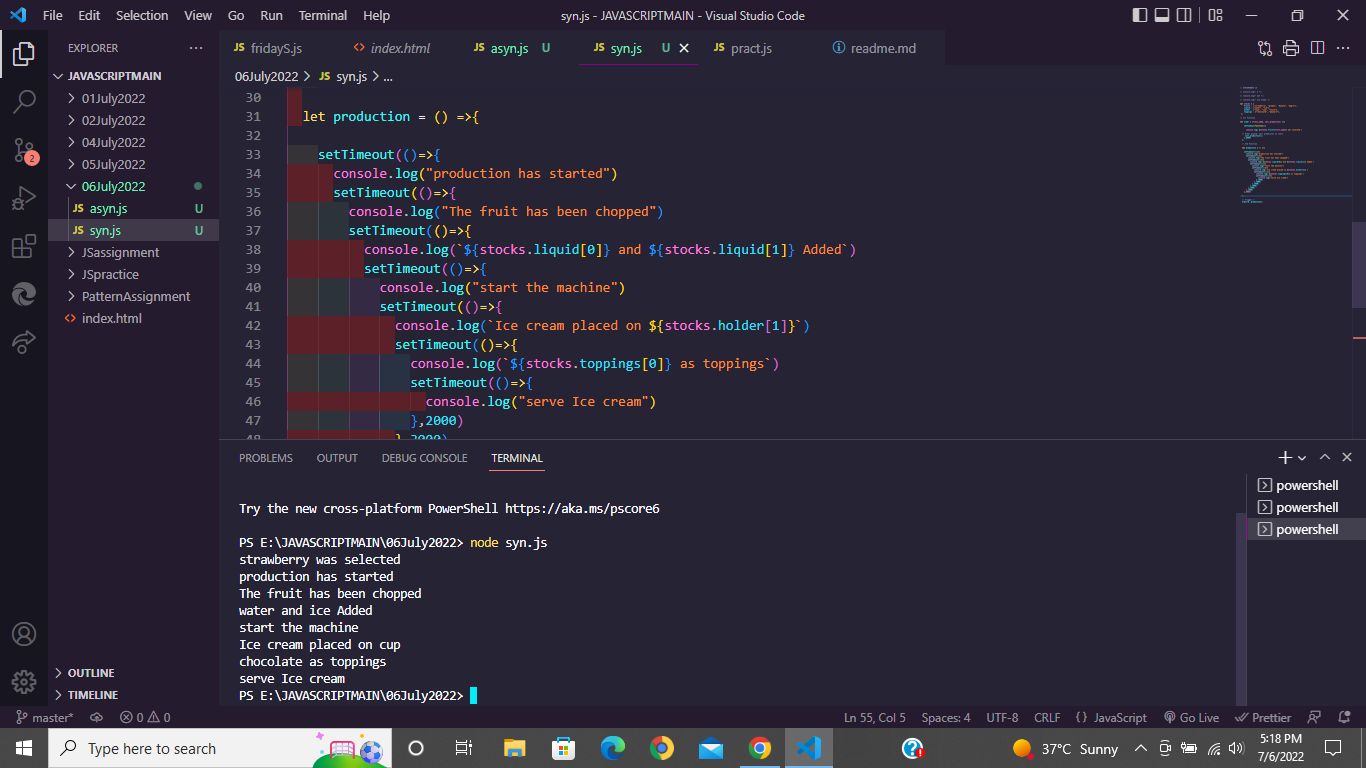 File Edit Selection View Go Run Terminal Help syn.js - JAVASCRIPTMAIN - Visual Studio Code
EXPLORER ...
JS fridayS.js <> index.html JS asyn.js U JS syn.js U JS pract.js readme.md
JAVASCRIPTMAIN
01July2022
02July2022
04July2022
05July2022
06July2022
JS asyn.js U
JS syn.js U
JSassignment
JSpractice
PatternAssignment
<> index.html
OUTLINE
TIMELINE
2
06July2022 > JS syn.js > ...
30
31 let production = () =>{
32
33 setTimeout(()=>{
34 console.log("production has started")
35 setTimeout(()=>{
36 console.log("The fruit has been chopped")
37 setTimeout(()=>{
38 console.log(`${stocks.liquid[0]} and ${stocks.liquid[1]} Added`)
39 setTimeout(()=>{
40 console.log("start the machine")
41 setTimeout(()=>{
42 console.log(`Ice cream placed on ${stocks.holder[1]}`)
43 setTimeout(()=>{
44 console.log(`${stocks.toppings[0]} as toppings`)
45 setTimeout(()=>{
46 console.log("serve Ice cream")
47 },2000)
48 },2000)
PROBLEMS OUTPUT DEBUG CONSOLE TERMINAL
Try the new cross-platform PowerShell https://aka.ms/pscore6
PS E:\JAVASCRIPTMAIN\06July2022> node syn.js
strawberry was selected
production has started
The fruit has been chopped
water and ice Added
start the machine
Ice cream placed on cup
chocolate as toppings
serve Ice cream
PS E:\JAVASCRIPTMAIN\06July2022>
powershell
powershell
powershell
master* 0 0 Ln 55, Col 5 Spaces: 4 UTF-8 CRLF {} JavaScript Go Live Prettier
Type here to search
37°C Sunny
5:18 PM
7/6/2022